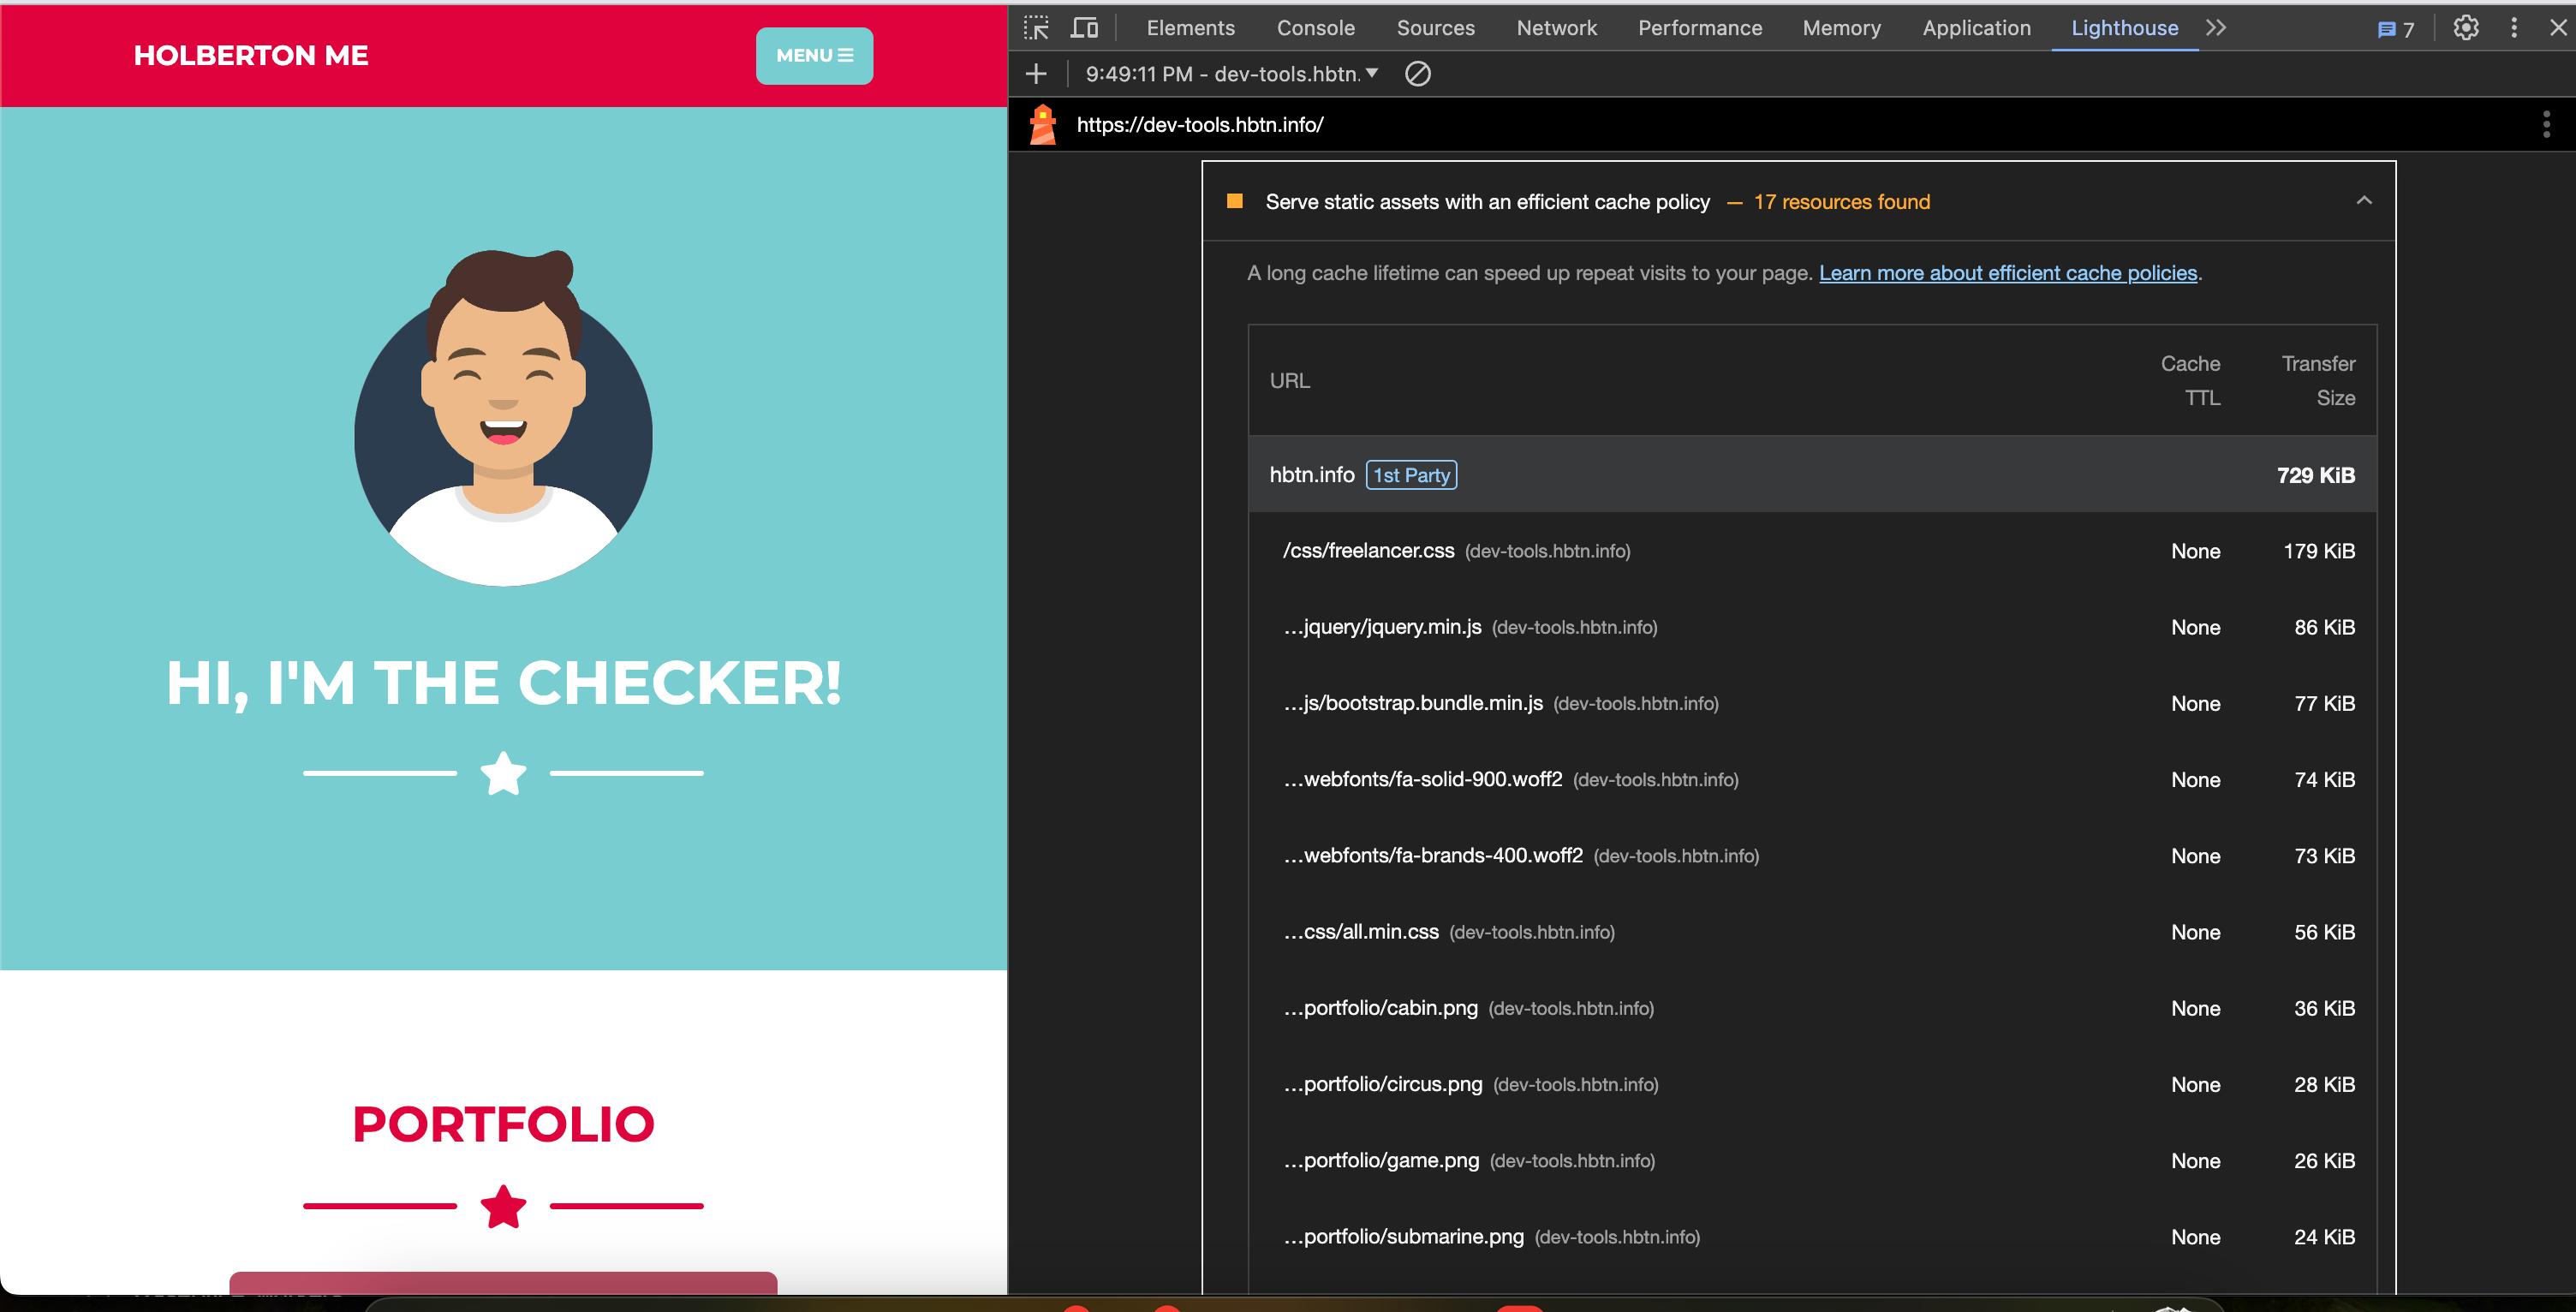 HOLBERTON ME
MENU
HI, I'M THE CHECKER!
PORTFOLIO
Elements Console Sources Network Performance Memory Application Lighthouse 7
9:49:11 PM - dev-tools.hbtn.
https://dev-tools.hbtn.info/
Serve static assets with an efficient cache policy — 17 resources found
A long cache lifetime can speed up repeat visits to your page. Learn more about efficient cache policies.
URL Cache TTL Transfer Size
hbtn.info 1st Party 729 KiB
/css/freelancer.css (dev-tools.hbtn.info) None 179 KiB
…jquery/jquery.min.js (dev-tools.hbtn.info) None 86 KiB
…js/bootstrap.bundle.min.js (dev-tools.hbtn.info) None 77 KiB
…webfonts/fa-solid-900.woff2 (dev-tools.hbtn.info) None 74 KiB
…webfonts/fa-brands-400.woff2 (dev-tools.hbtn.info) None 73 KiB
…css/all.min.css (dev-tools.hbtn.info) None 56 KiB
…portfolio/cabin.png (dev-tools.hbtn.info) None 36 KiB
…portfolio/circus.png (dev-tools.hbtn.info) None 28 KiB
…portfolio/game.png (dev-tools.hbtn.info) None 26 KiB
…portfolio/submarine.png (dev-tools.hbtn.info) None 24 KiB